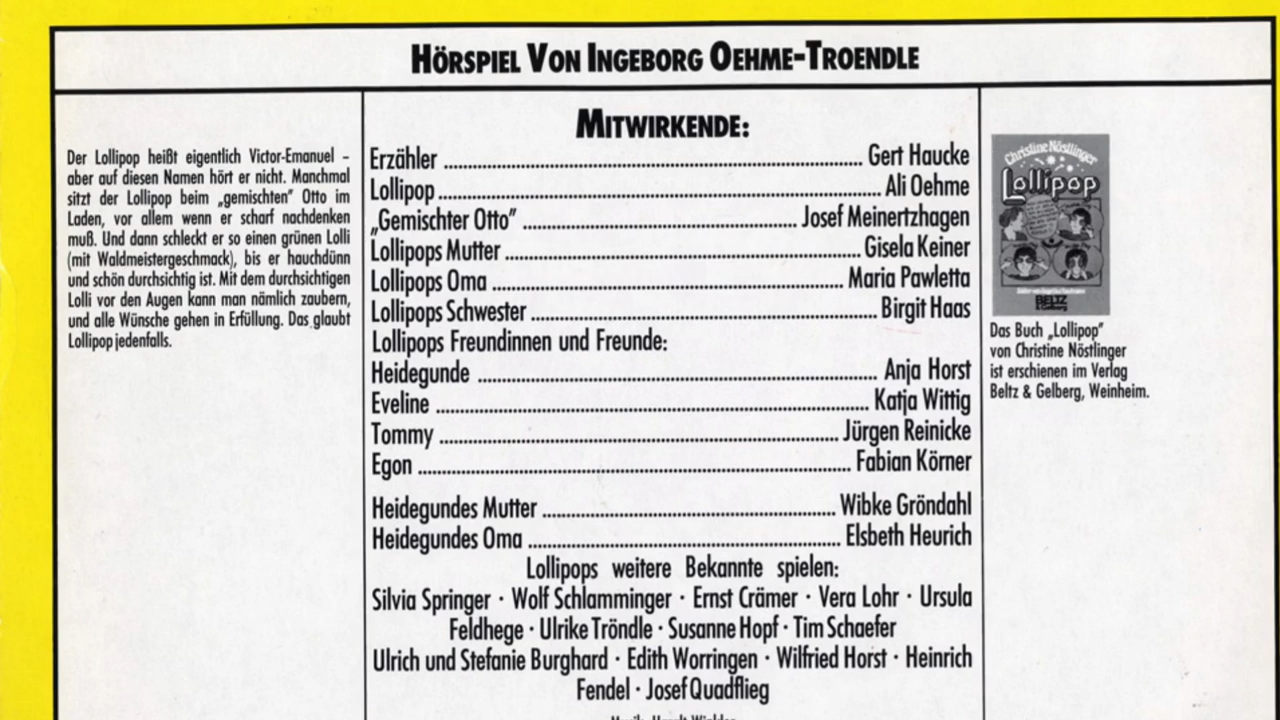 HÖRSPIEL VON INGEBORG OEHME-TROENDLE
Der Lollipop heißt eigentlich Victor-Emanuel –
aber auf diesen Namen hört er nicht. Manchmal
sitzt der Lollipop beim „gemischten" Otto im
Laden, vor allem wenn er scharf nachdenken
muß. Und dann schleckt er so einen grünen Lolli
(mit Waldmeistergeschmack), bis er hauchdünn
und schön durchsichtig ist. Mit dem durchsichtigen
Lolli vor den Augen kann man nämlich zaubern,
und alle Wünsche gehen in Erfüllung. Das glaubt
Lollipop jedenfalls.
MITWIRKENDE:
Erzähler ........ Gert Haucke
Lollipop ........ Ali Oehme
„Gemischter Otto" ........ Josef Meinertzhagen
Lollipops Mutter ........ Gisela Keiner
Lollipops Oma ........ Maria Pawletta
Lollipops Schwester ........ Birgit Haas
Lollipops Freundinnen und Freunde:
Heidegunde ........ Anja Horst
Eveline ........ Katja Wittig
Tommy ........ Jürgen Reinicke
Egon ........ Fabian Körner
Heidegundes Mutter ........ Wibke Gröndahl
Heidegundes Oma ........ Elsbeth Heurich
Lollipops weitere Bekannte spielen:
Silvia Springer · Wolf Schlamminger · Ernst Crämer · Vera Lohr · Ursula
Feldhege · Ulrike Tröndle · Susanne Hopf · Tim Schaefer
Ulrich und Stefanie Burghard · Edith Worringen · Wilfried Horst · Heinrich
Fendel · Josef Quadflieg
Christine Nöstlinger
Lollipop
BELTZ
Das Buch „Lollipop"
von Christine Nöstlinger
ist erschienen im Verlag
Beltz & Gelberg, Weinheim.